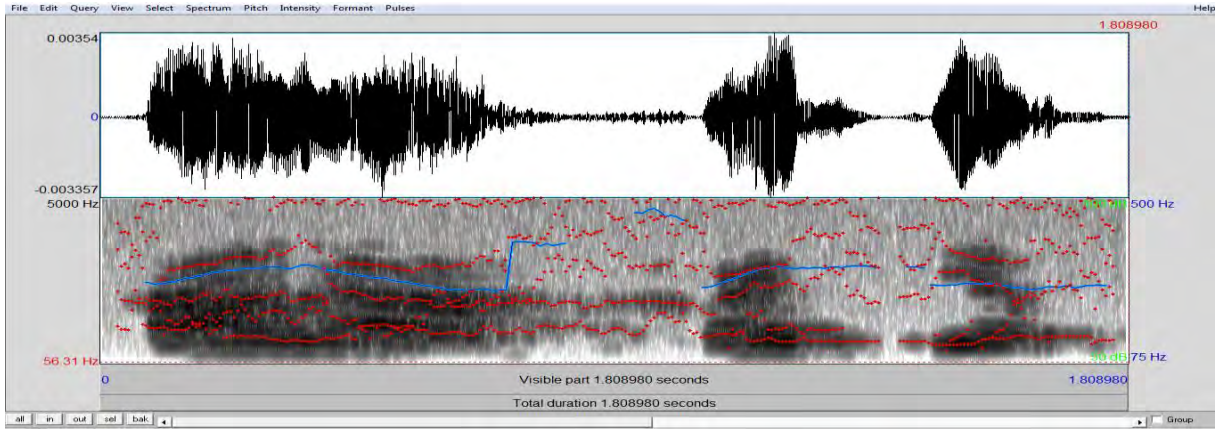 File Edit Query View Select Spectrum Pitch Intensity Formant Pulses Help
1.808980
0.00354
0
-0.003357
5000 Hz 500 Hz
56.31 Hz 75 Hz
0 Visible part 1.808980 seconds 1.808980
Total duration 1.808980 seconds
all in out sel bak Group